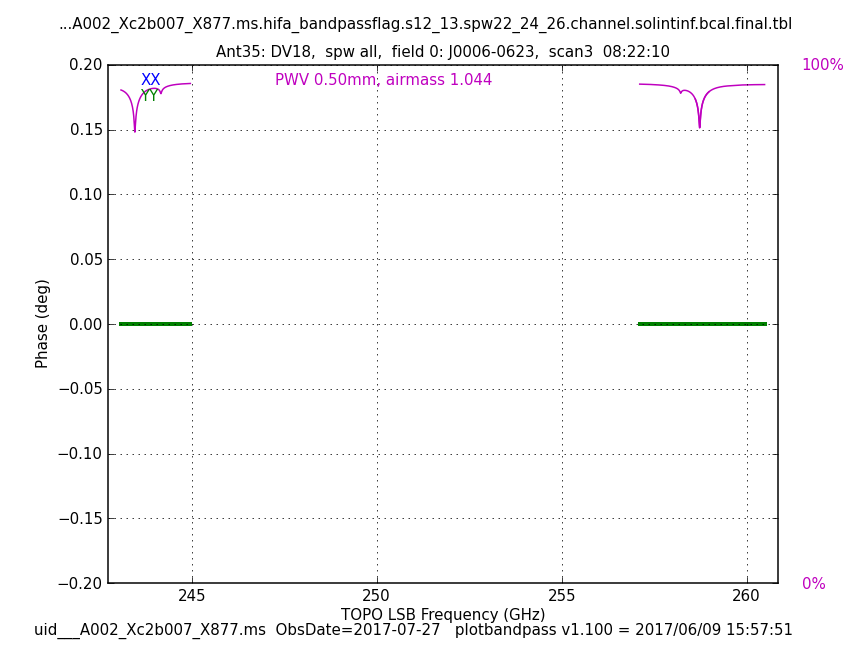 ...A002_Xc2b007_X877.ms.hifa_bandpassflag.s12_13.spw22_24_26.channel.solintinf.bcal.final.tbl
Ant35: DV18,  spw all,  field 0: J0006-0623,  scan3  08:22:10
0.20
100%
XX
PWV 0.50mm, airmass 1.044
YY
0.15
0.10
0.05
Phase (deg)
0.00
−0.05
−0.10
−0.15
−0.20
0%
245
250
255
260
TOPO LSB Frequency (GHz)
uid___A002_Xc2b007_X877.ms  ObsDate=2017-07-27   plotbandpass v1.100 = 2017/06/09 15:57:51